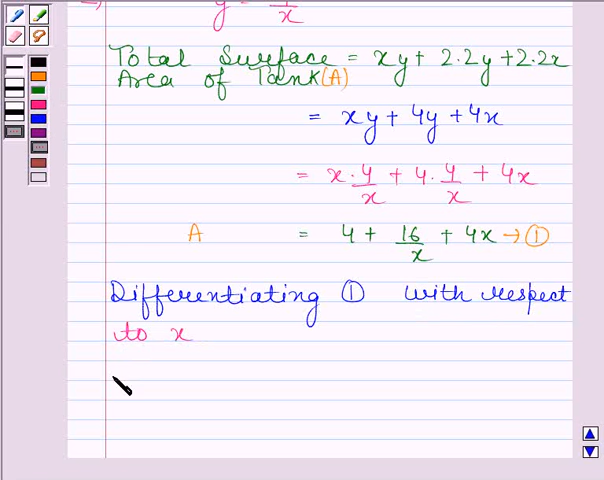 Total Surface = xy + 2.2y + 2.2x
Area of Tank (A)
= xy + 4y + 4x
= x . 4/x + 4 . 4/x + 4x
A = 4 + 16/x + 4x → ①
Differentiating ① with respect
to x